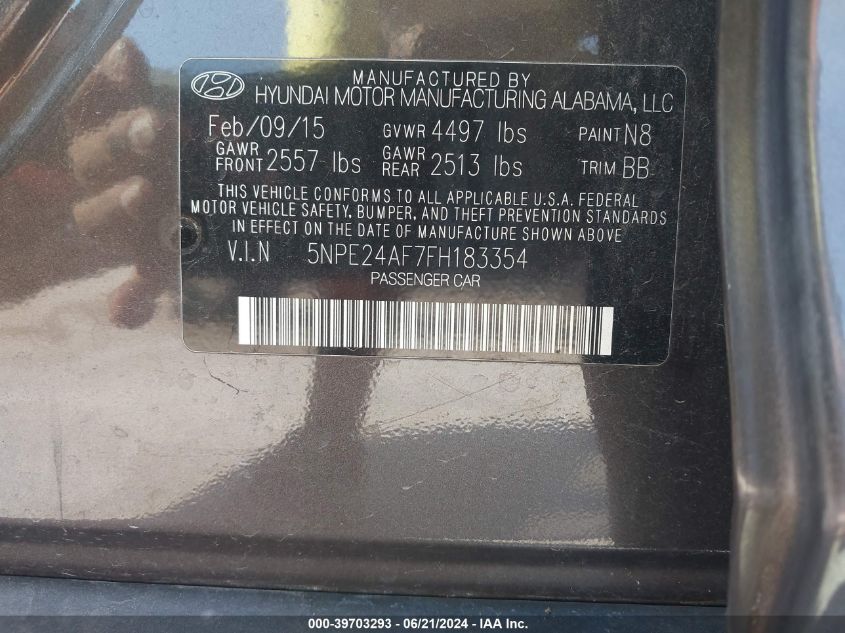 MANUFACTURED BY
HYUNDAI MOTOR MANUFACTURING ALABAMA, LLC
Feb/09/15 GVWR 4497 lbs PAINT N8
GAWR FRONT 2557 lbs GAWR REAR 2513 lbs TRIM BB
THIS VEHICLE CONFORMS TO ALL APPLICABLE U.S.A. FEDERAL
MOTOR VEHICLE SAFETY, BUMPER, AND THEFT PREVENTION STANDARDS
IN EFFECT ON THE DATE OF MANUFACTURE SHOWN ABOVE
V.I.N 5NPE24AF7FH183354
PASSENGER CAR
000-39703293 - 06/21/2024 - IAA Inc.